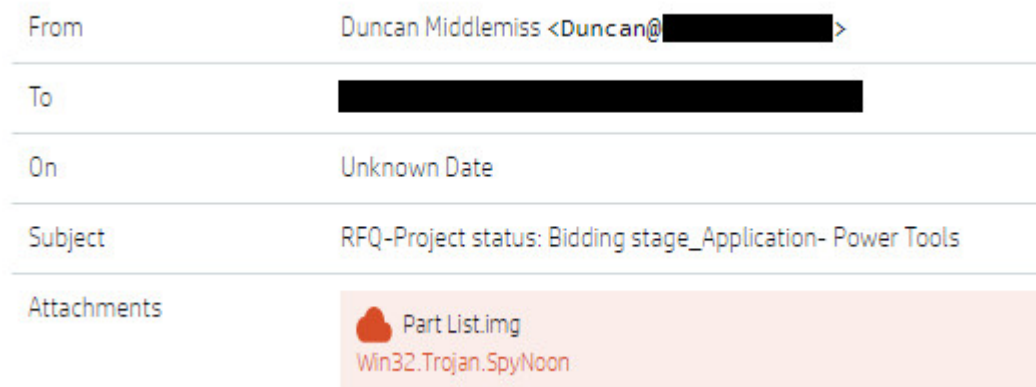 From Duncan Middlemiss <Duncan@ >
To
On Unknown Date
Subject RFQ-Project status: Bidding stage_Application- Power Tools
Attachments Part List.img
Win32.Trojan.SpyNoon